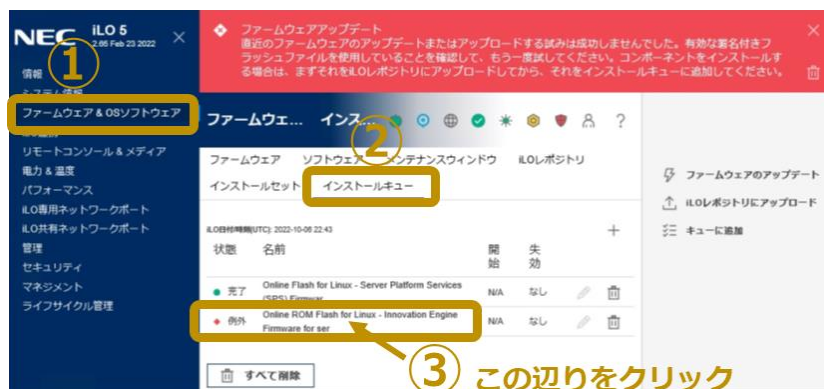 NEC iLO 5
2.65 Feb 23 2022
①
情報
システム情報
ファームウェア & OSソフトウェア
リモートコンソール & メディア
電力 & 温度
パフォーマンス
iLO専用ネットワークポート
iLO共有ネットワークポート
管理
セキュリティ
マネジメント
ライフサイクル管理
ファームウェアアップデート
直近のファームウェアのアップデートまたはアップロードする試みは成功しませんでした。有効な署名付きフ
ラッシュファイルを使用していることを確認して、もう一度試してください。コンポーネントをインストールす
る場合は、まずそれをiLOレポジトリにアップロードしてから、それをインストールキューに追加してください。
ファームウェ... インス...
②
ファームウェア ソフトウェア メンテナンスウィンドウ iLOレポジトリ
インストールセット インストールキュー
iLO日付/時間(UTC): 2022-10-06 22:43
状態 名前 開始 失効
完了 Online Flash for Linux - Server Platform Services
(SPS) Firmwar
N/A なし
例外 Online ROM Flash for Linux - Innovation Engine
Firmware for ser
N/A なし
すべて削除
③ この辺りをクリック
ファームウェアのアップデート
iLOレポジトリにアップロード
キューに追加